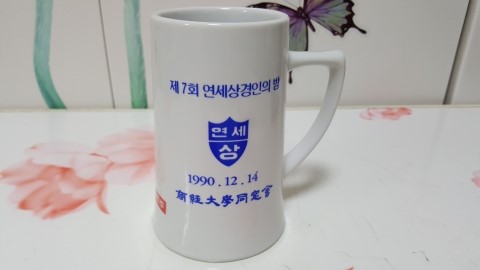 제 7회 연세상경인의 밤
연세
상
1990.12.14
商經大學同窓會